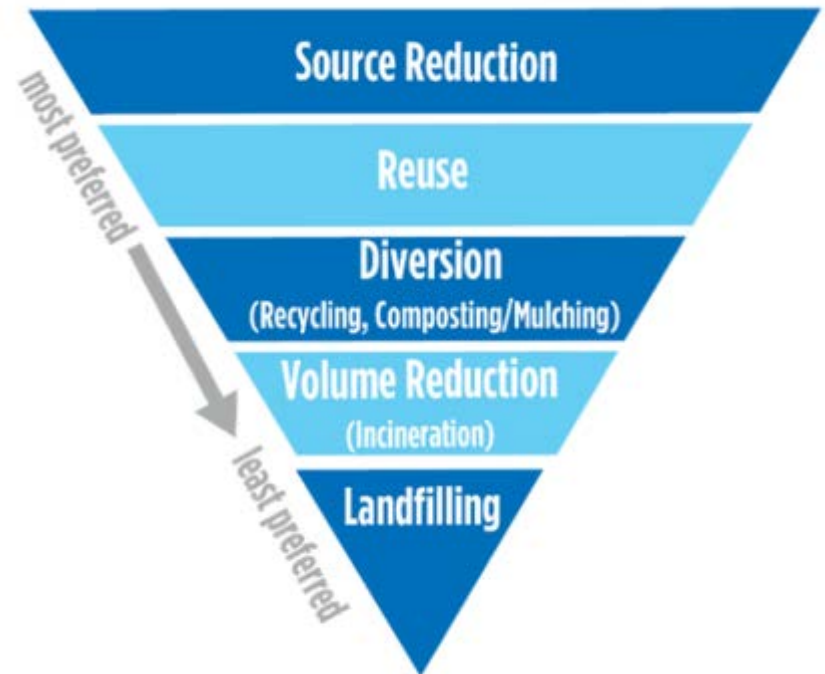 Source Reduction
Reuse
Diversion
(Recycling, Composting/Mulching)
Volume Reduction
(Incineration)
Landfilling
most preferred
least preferred